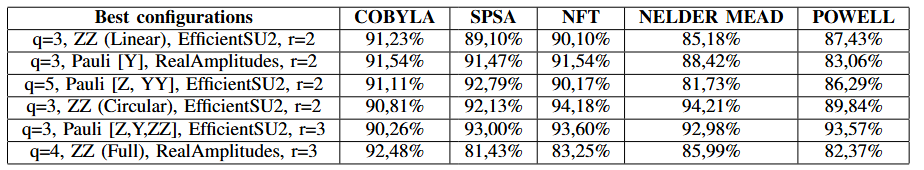 Best configurations COBYLA SPSA NFT NELDER MEAD POWELL
q=3, ZZ (Linear), EfficientSU2, r=2 91,23% 89,10% 90,10% 85,18% 87,43%
q=3, Pauli [Y], RealAmplitudes, r=2 91,54% 91,47% 91,54% 88,42% 83,06%
q=5, Pauli [Z, YY], EfficientSU2, r=2 91,11% 92,79% 90,17% 81,73% 86,29%
q=3, ZZ (Circular), EfficientSU2, r=2 90,81% 92,13% 94,18% 94,21% 89,84%
q=3, Pauli [Z,Y,ZZ], EfficientSU2, r=3 90,26% 93,00% 93,60% 92,98% 93,57%
q=4, ZZ (Full), RealAmplitudes, r=3 92,48% 81,43% 83,25% 85,99% 82,37%